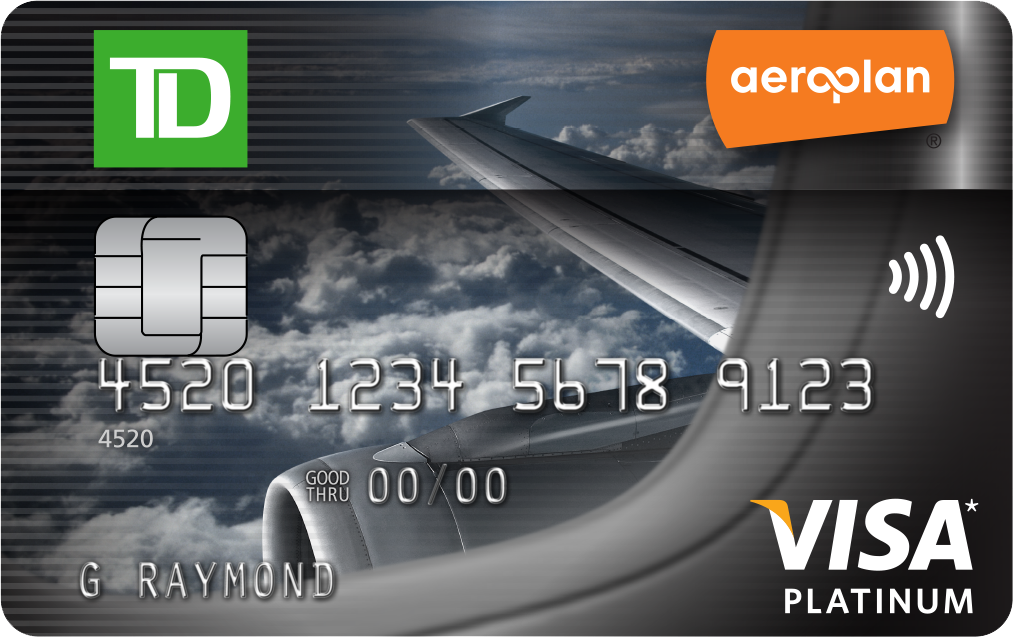 TD
aeroplan
®
4520 1234 5678 9123
4520
GOOD THRU 00/00
G RAYMOND
VISA*
PLATINUM